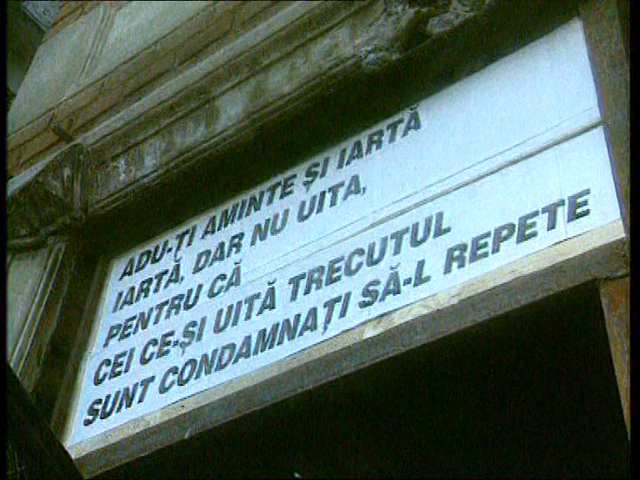 ADU-ȚI AMINTE ȘI IARTĂ
IARTĂ, DAR NU UITA,
PENTRU CĂ
CEI CE-ȘI UITĂ TRECUTUL
SUNT CONDAMNAȚI SĂ-L REPETE